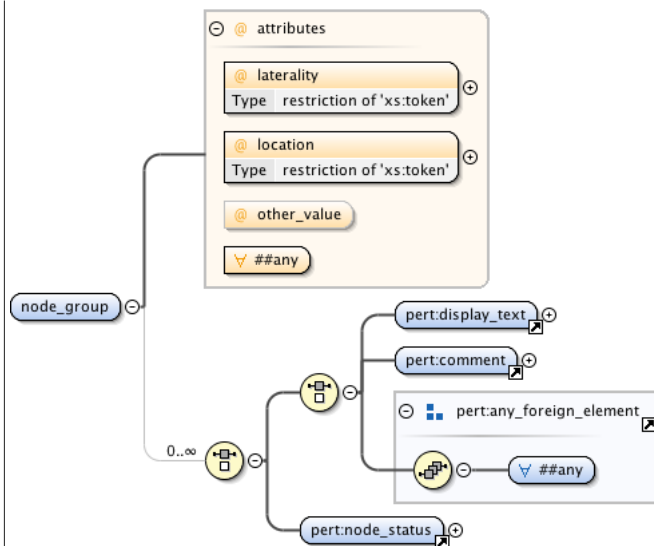 @ attributes
@ laterality
Type restriction of 'xs:token'
@ location
Type restriction of 'xs:token'
@ other_value
∀ ##any
node_group
pert:display_text
pert:comment
pert:any_foreign_element
0..∞
∀ ##any
pert:node_status